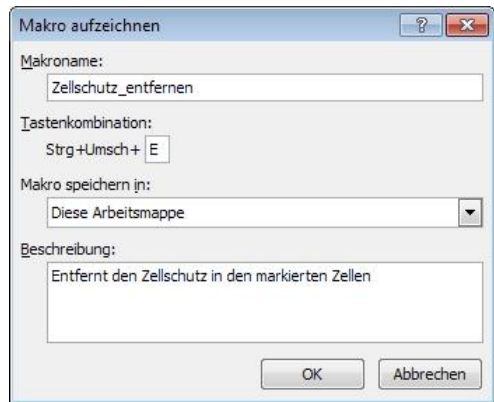 Makro aufzeichnen
Makroname:
Zellschutz_entfernen
Tastenkombination:
Strg+Umsch+ E
Makro speichern in:
Diese Arbeitsmappe
Beschreibung:
Entfernt den Zellschutz in den markierten Zellen
OK Abbrechen